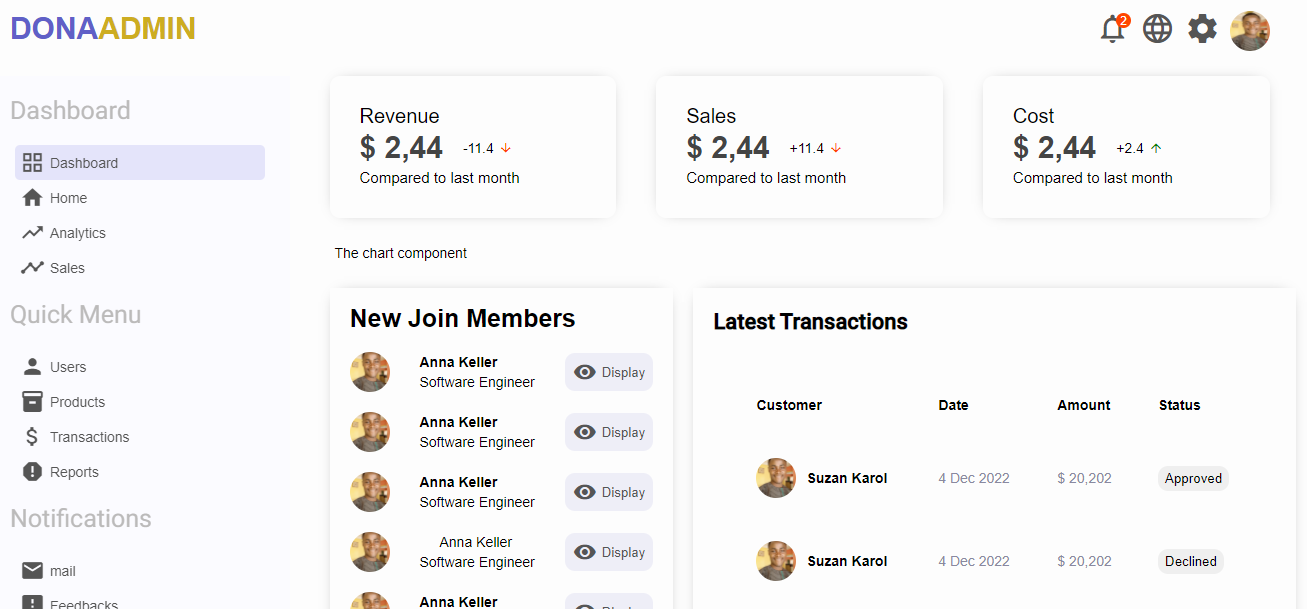 DONAADMIN
2
Dashboard
Dashboard
Home
Analytics
Sales
Quick Menu
Users
Products
Transactions
Reports
Notifications
mail
Feedbacks
Revenue
$ 2,44 -11.4
Compared to last month
Sales
$ 2,44 +11.4
Compared to last month
Cost
$ 2,44 +2.4
Compared to last month
The chart component
New Join Members
Anna Keller
Software Engineer
Display
Anna Keller
Software Engineer
Display
Anna Keller
Software Engineer
Display
Anna Keller
Software Engineer
Display
Anna Keller
Display
Latest Transactions
Customer Date Amount Status
Suzan Karol 4 Dec 2022 $ 20,202 Approved
Suzan Karol 4 Dec 2022 $ 20,202 Declined